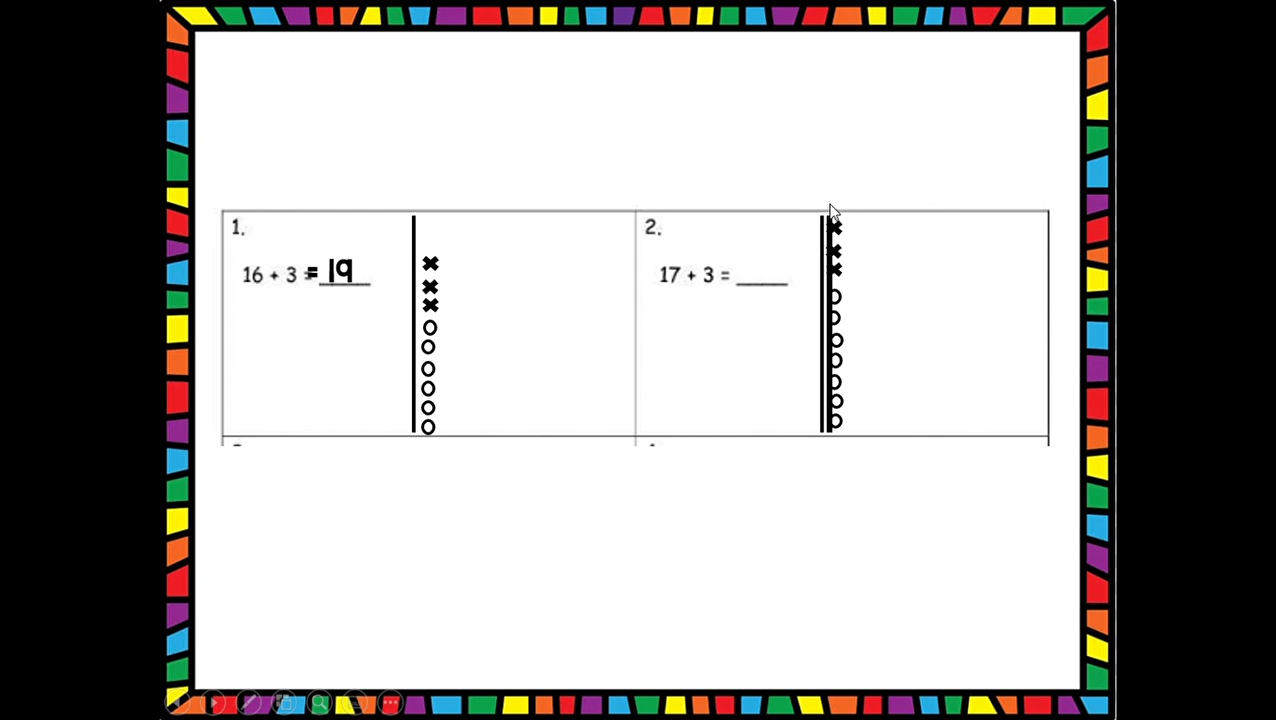 1.
16 + 3 = 19
2.
17 + 3 = _____